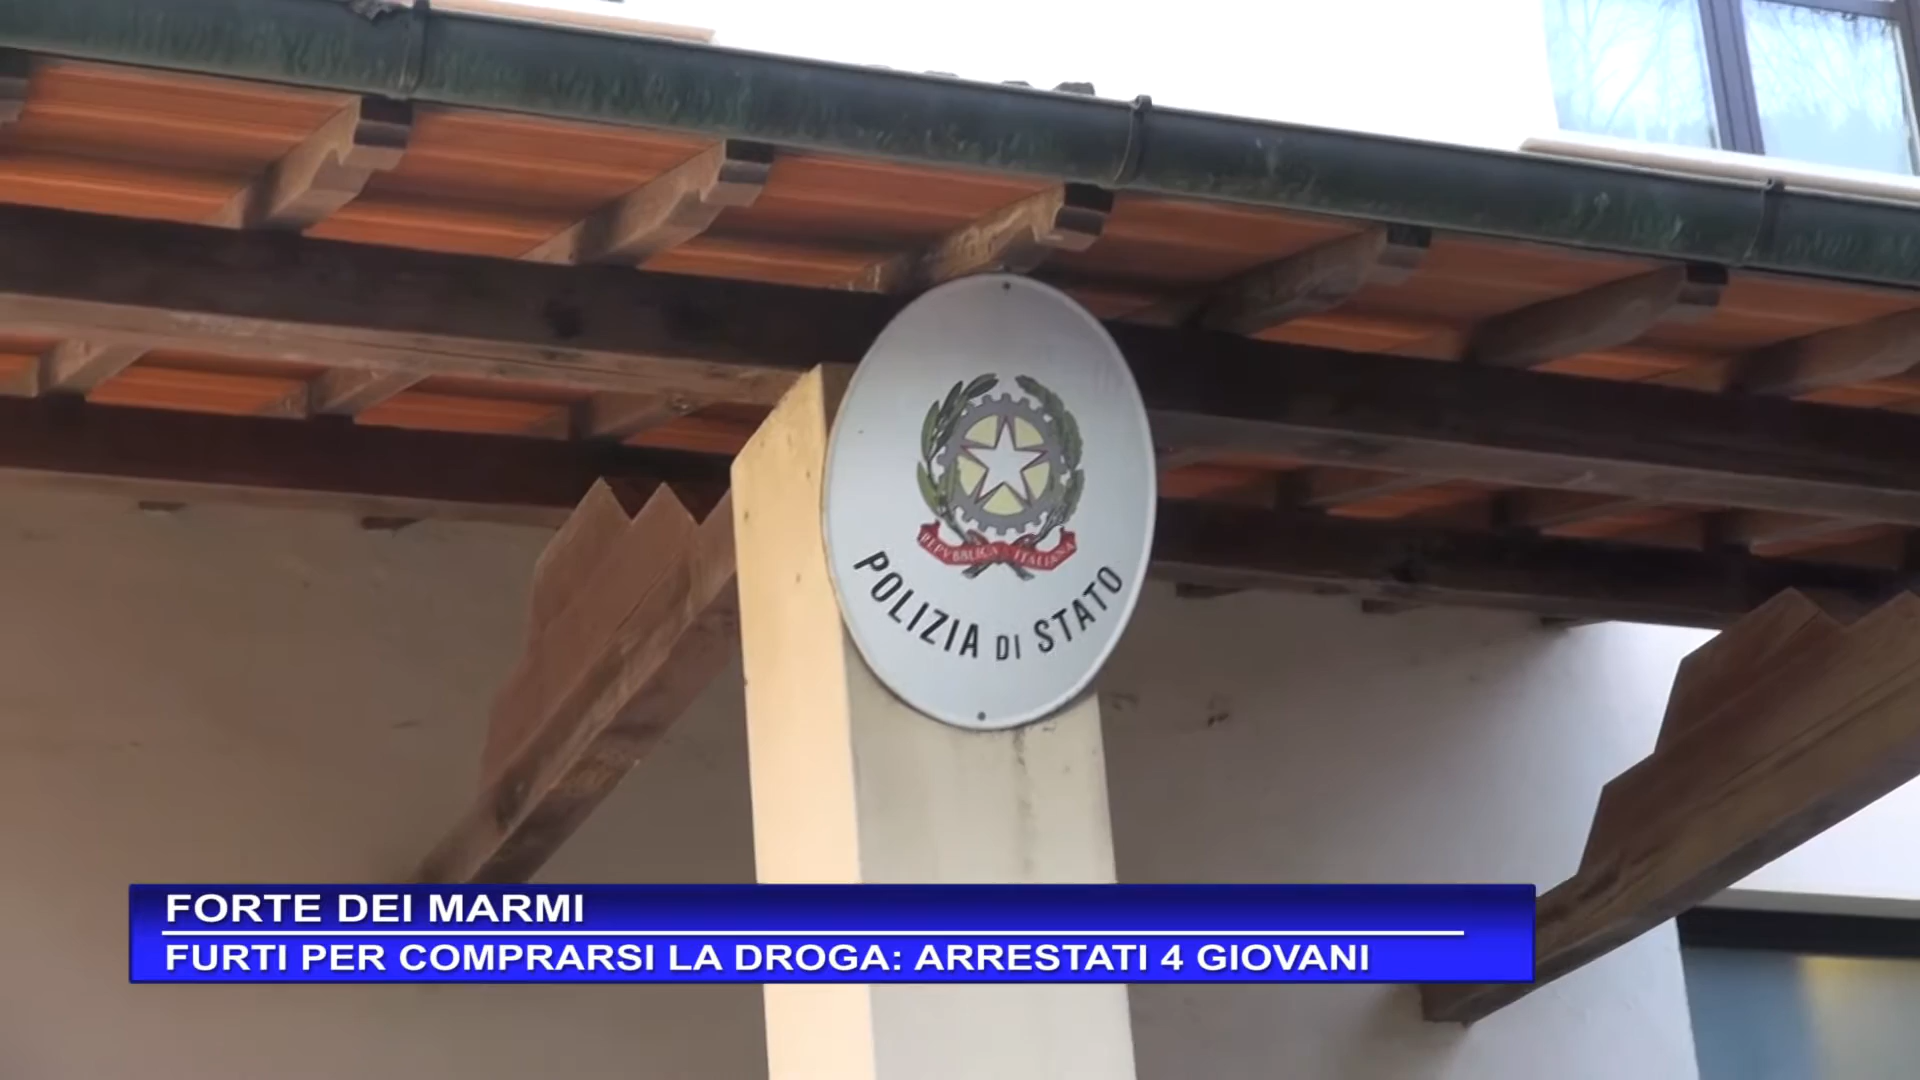 REPVBBLICA ITALIANA
POLIZIA DI STATO
FORTE DEI MARMI
FURTI PER COMPRARSI LA DROGA: ARRESTATI 4 GIOVANI